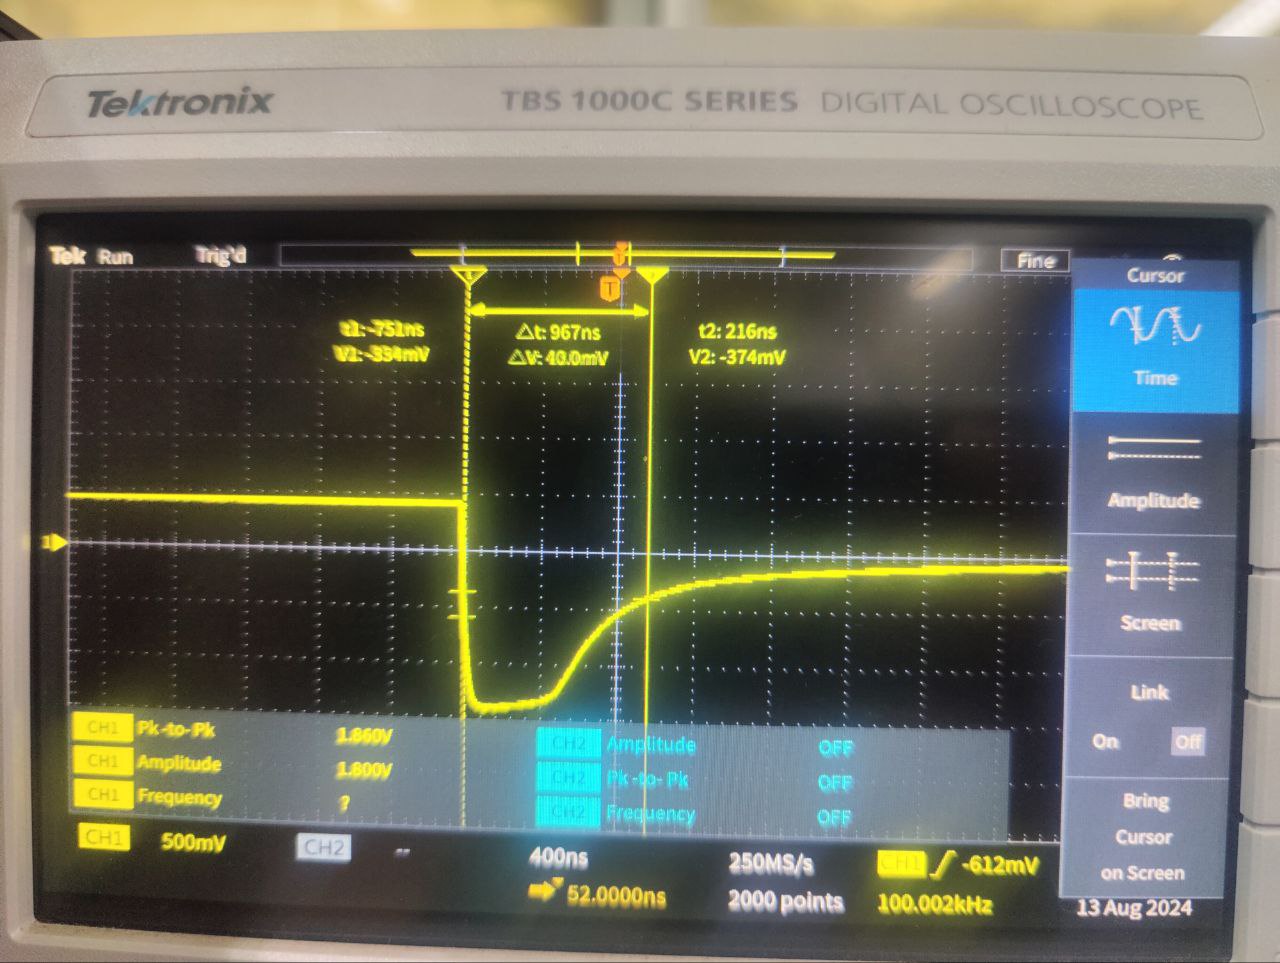 Tektronix TBS 1000C SERIES DIGITAL OSCILLOSCOPE
Tek Run Trig'd Fine
Cursor
T
t1: -751ns Δt: 967ns t2: 216ns
V1: -334mV ΔV: 40.0mV V2: -374mV
Time
Amplitude
1
Screen
Link
On Off
Bring
Cursor
on Screen
CH1 Pk-to-Pk 1.860V CH2 Amplitude OFF
CH1 Amplitude 1.800V CH2 Pk-to-Pk OFF
CH1 Frequency ? CH2 Frequency OFF
CH1 500mV CH2 -- 400ns 250MS/s CH1 -612mV
52.0000ns 2000 points 100.002kHz
13 Aug 2024